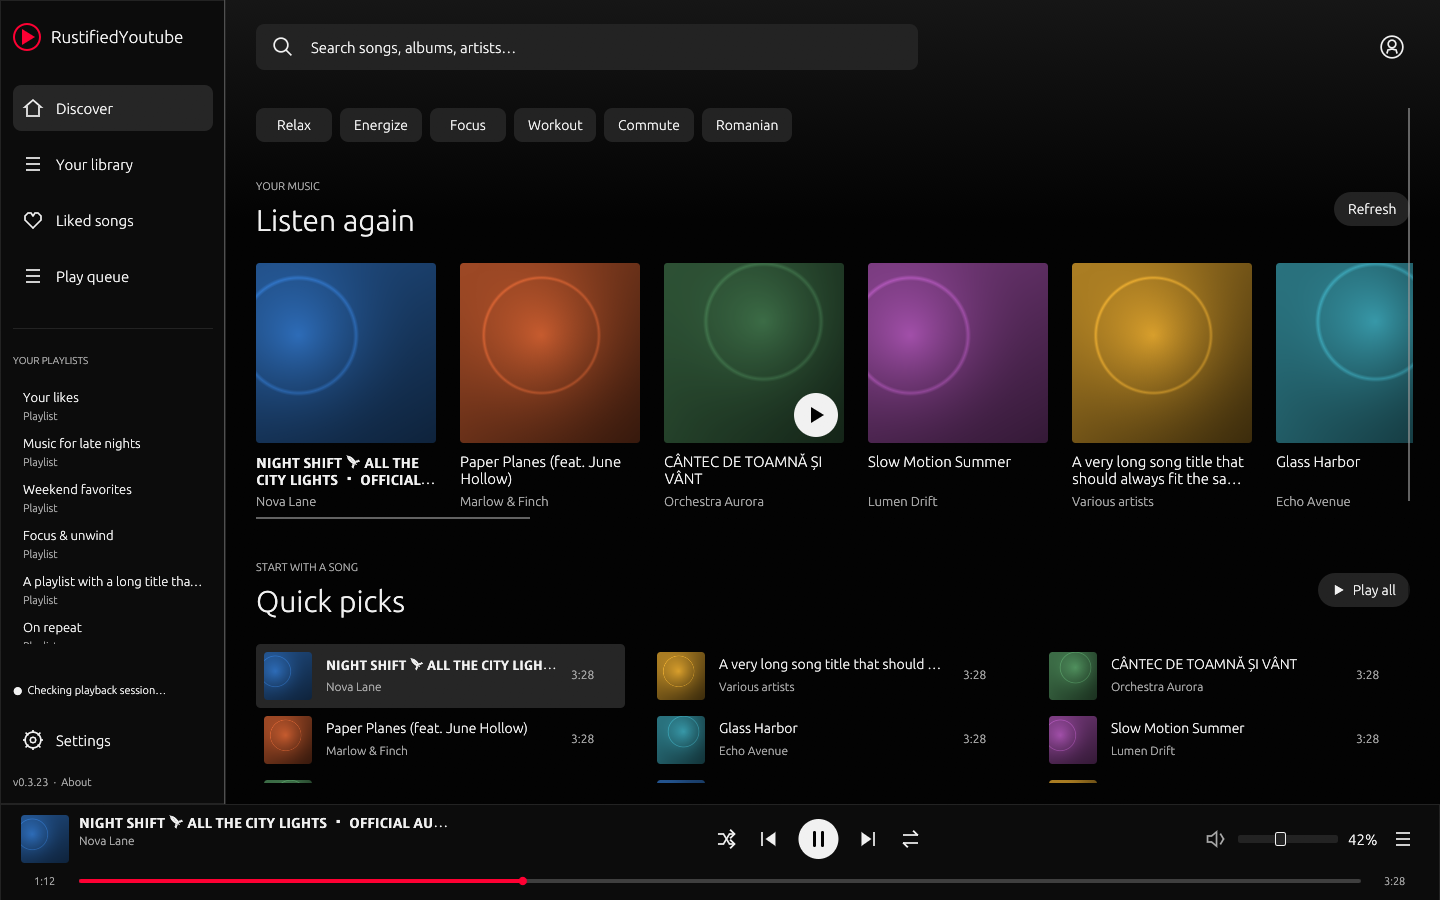 RustifiedYoutube
Discover
Your library
Liked songs
Play queue
YOUR PLAYLISTS
Your likes
Playlist
Music for late nights
Playlist
Weekend favorites
Playlist
Focus & unwind
Playlist
A playlist with a long title tha…
Playlist
On repeat
Checking playback session…
Settings
v0.3.23 · About
Search songs, albums, artists…
Relax
Energize
Focus
Workout
Commute
Romanian
YOUR MUSIC
Listen again
Refresh
NIGHT SHIFT ALL THE
CITY LIGHTS · OFFICIAL…
Nova Lane
Paper Planes (feat. June
Hollow)
Marlow & Finch
CÂNTEC DE TOAMNĂ ȘI
VÂNT
Orchestra Aurora
Slow Motion Summer
Lumen Drift
A very long song title that
should always fit the sa…
Various artists
Glass Harbor
Echo Avenue
START WITH A SONG
Quick picks
Play all
NIGHT SHIFT ALL THE CITY LIGH…
Nova Lane
3:28
A very long song title that should …
Various artists
3:28
CÂNTEC DE TOAMNĂ ȘI VÂNT
Orchestra Aurora
3:28
Paper Planes (feat. June Hollow)
Marlow & Finch
3:28
Glass Harbor
Echo Avenue
3:28
Slow Motion Summer
Lumen Drift
3:28
NIGHT SHIFT ALL THE CITY LIGHTS · OFFICIAL AU…
Nova Lane
42%
1:12
3:28